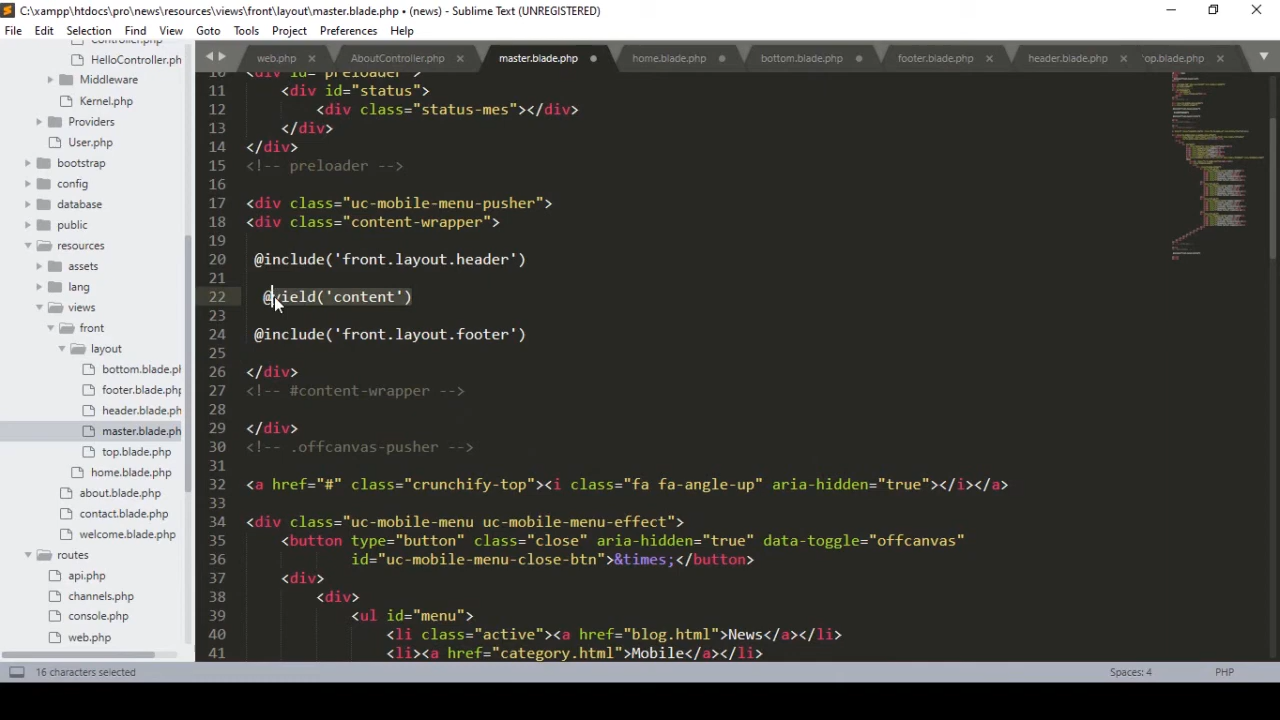 C:\xampp\htdocs\pro\news\resources\views\front\layout\master.blade.php • (news) - Sublime Text (UNREGISTERED)
File Edit Selection Find View Goto Tools Project Preferences Help
web.php AboutController.php master.blade.php home.blade.php bottom.blade.php footer.blade.php header.blade.php top.blade.php
Controller.php
HelloController.ph
Middleware
Kernel.php
Providers
User.php
bootstrap
config
database
public
resources
assets
lang
views
front
layout
bottom.blade.pl
footer.blade.php
header.blade.ph
master.blade.ph
top.blade.php
home.blade.php
about.blade.php
contact.blade.php
welcome.blade.php
routes
api.php
channels.php
console.php
web.php
10 <div id="preloader">
11 <div id="status">
12 <div class="status-mes"></div>
13 </div>
14 </div>
15 <!-- preloader -->
16
17 <div class="uc-mobile-menu-pusher">
18 <div class="content-wrapper">
19
20 @include('front.layout.header')
21
22 @yield('content')
23
24 @include('front.layout.footer')
25
26 </div>
27 <!-- #content-wrapper -->
28
29 </div>
30 <!-- .offcanvas-pusher -->
31
32 <a href="#" class="crunchify-top"><i class="fa fa-angle-up" aria-hidden="true"></i></a>
33
34 <div class="uc-mobile-menu uc-mobile-menu-effect">
35 <button type="button" class="close" aria-hidden="true" data-toggle="offcanvas"
36 id="uc-mobile-menu-close-btn">&times;</button>
37 <div>
38 <div>
39 <ul id="menu">
40 <li class="active"><a href="blog.html">News</a></li>
41 <li><a href="category.html">Mobile</a></li>
16 characters selected Spaces: 4 PHP